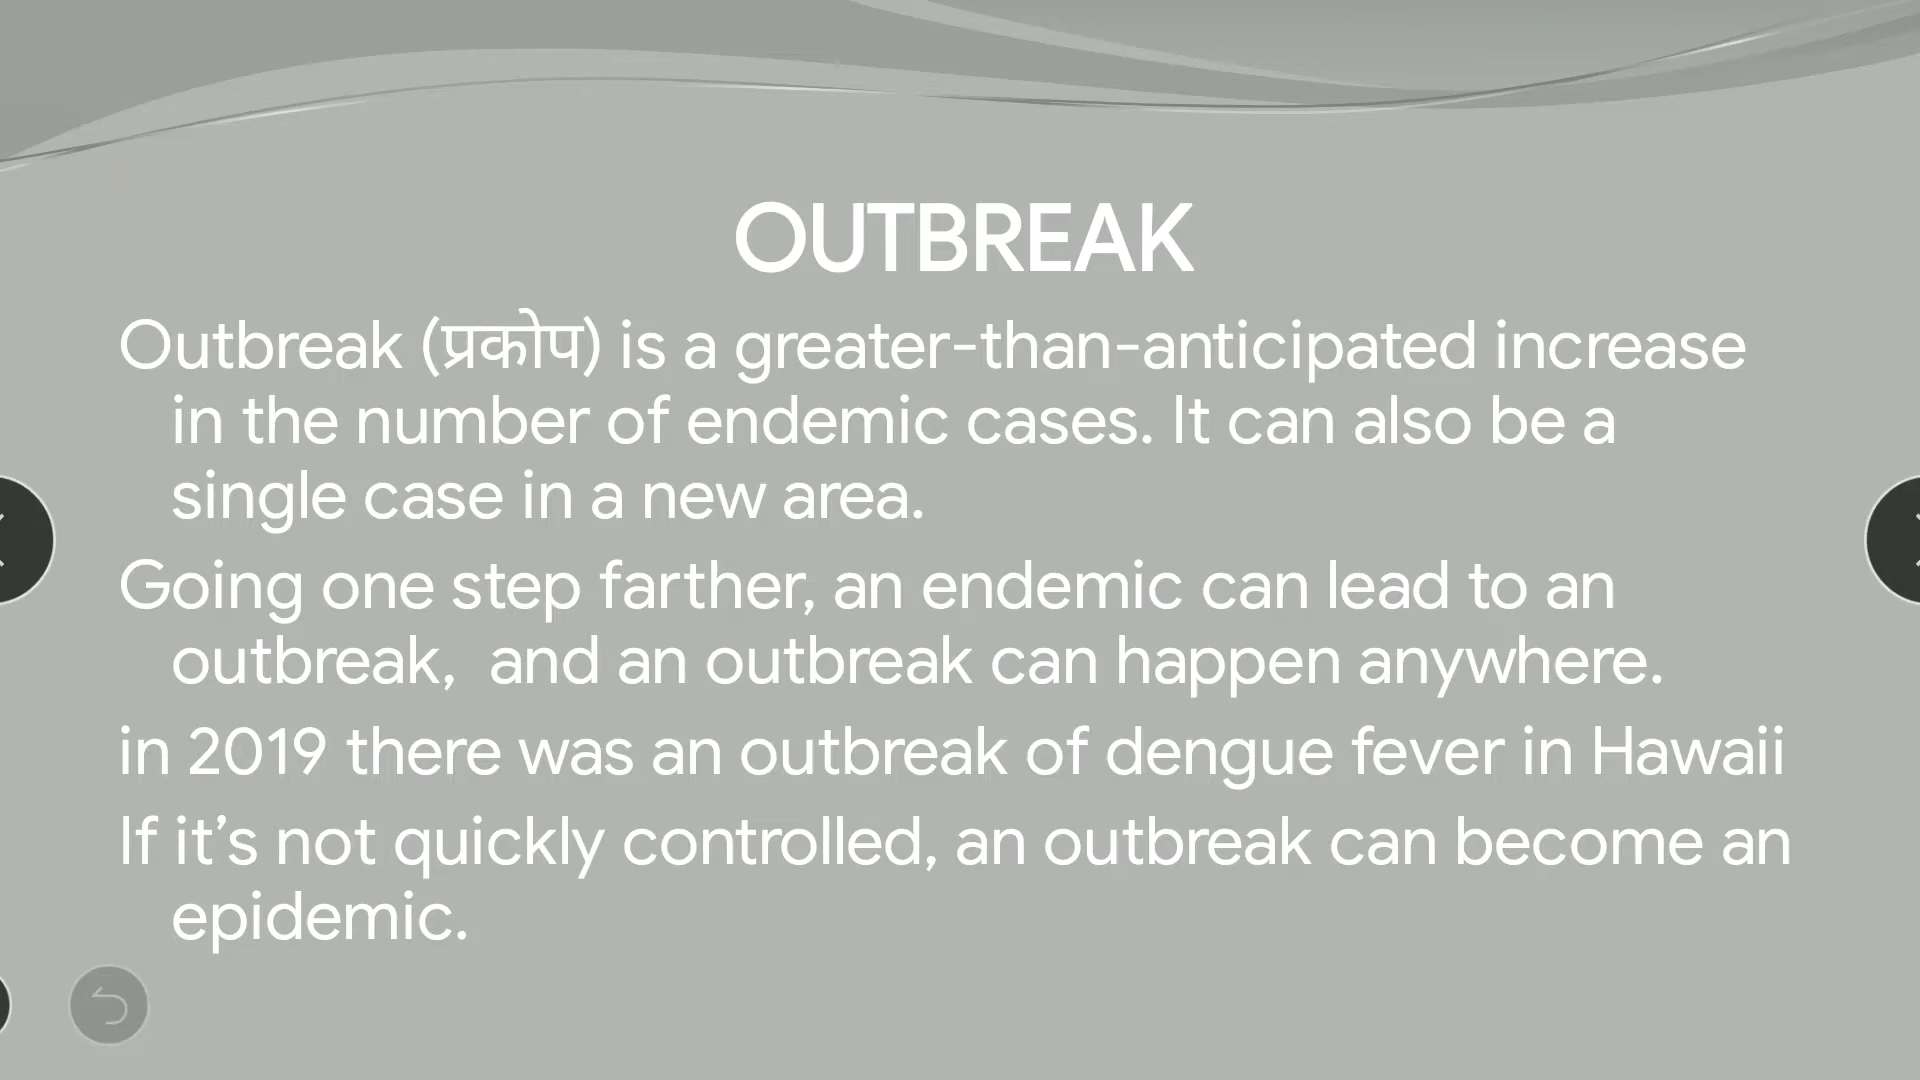 OUTBREAK
Outbreak (प्रकोप) is a greater-than-anticipated increase
in the number of endemic cases. It can also be a
single case in a new area.
Going one step farther, an endemic can lead to an
outbreak,  and an outbreak can happen anywhere.
in 2019 there was an outbreak of dengue fever in Hawaii
If it’s not quickly controlled, an outbreak can become an
epidemic.